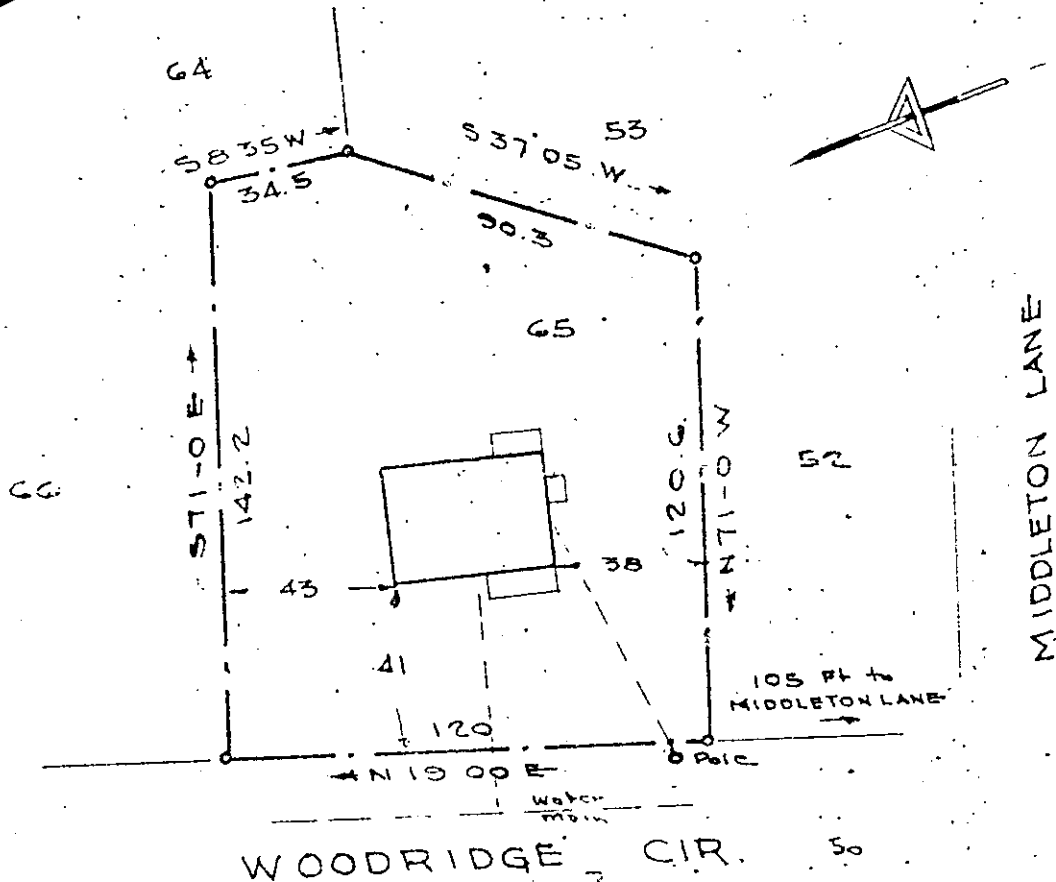 64
S 8 35 W
34.5
S 37 05 W
53
90.3
65
S71-0 E
142.2
66
120.6
N 71-0 W
52
MIDDLETON LANE
43
38
41
105 Ft to
MIDDLETON LANE
120
N 19 00 E
Pole
Water
main
WOODRIDGE CIR. 50